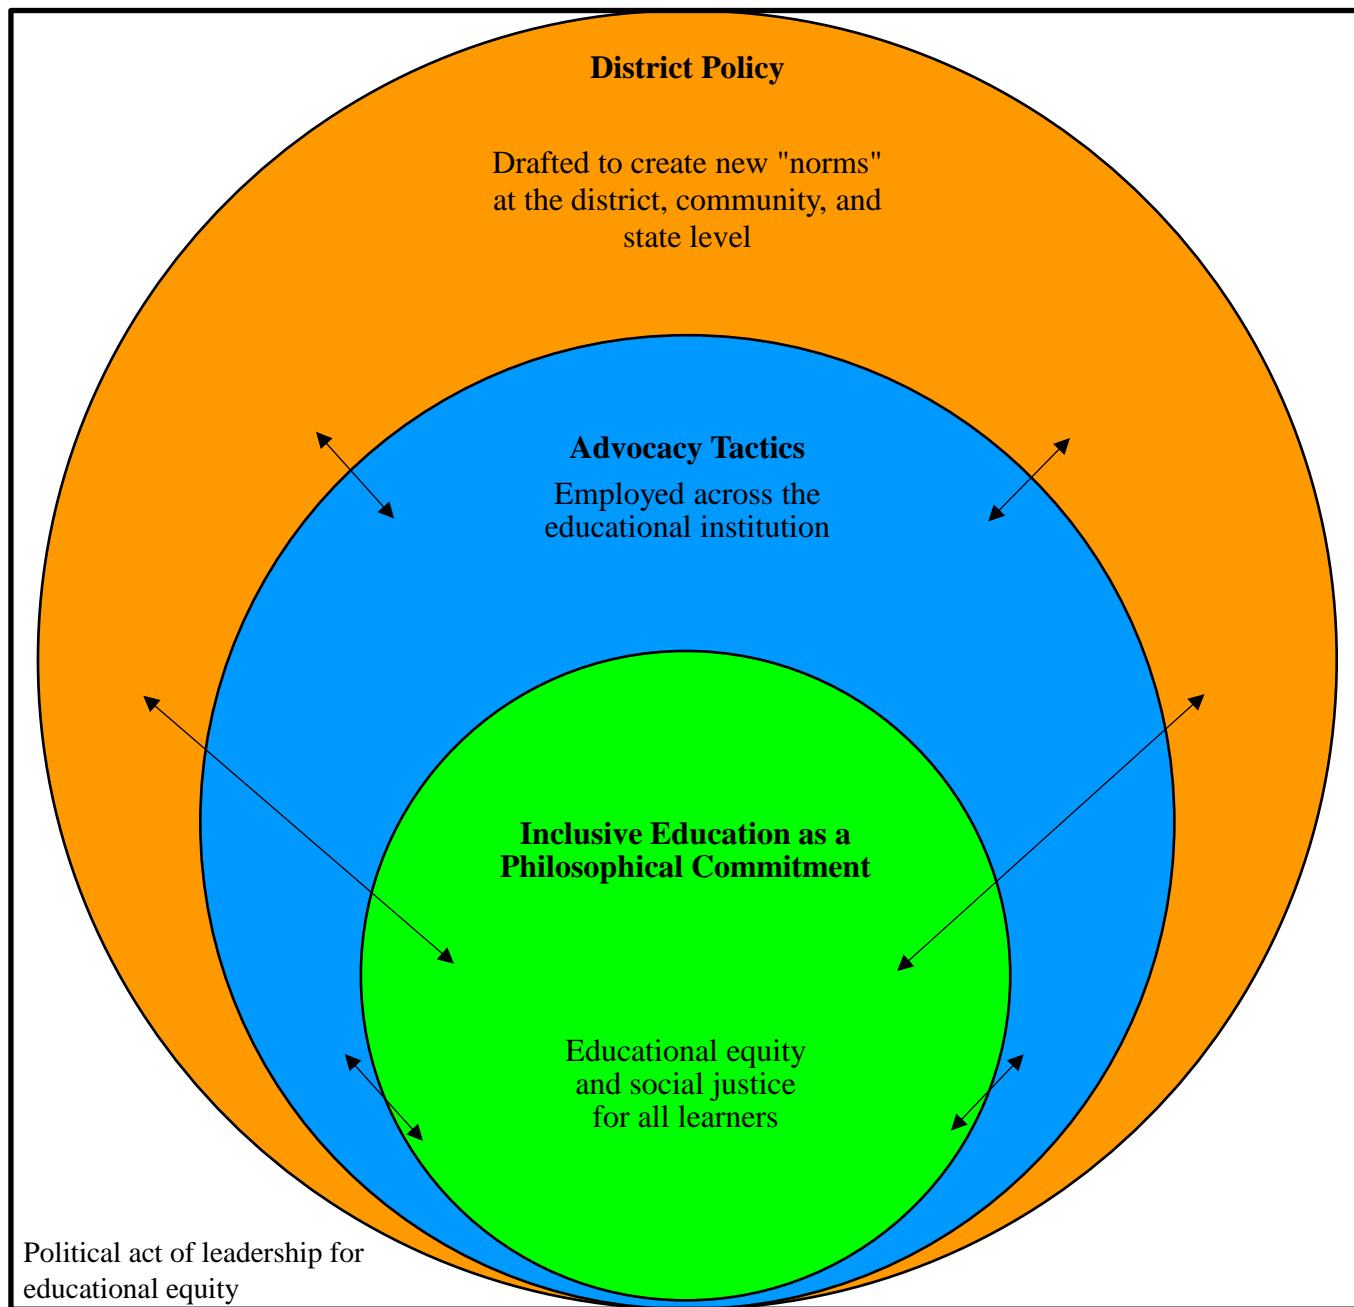 District Policy
Drafted to create new "norms"
at the district, community, and
state level
Advocacy Tactics
Employed across the
educational institution
Inclusive Education as a
Philosophical Commitment
Educational equity
and social justice
for all learners
Political act of leadership for
educational equity